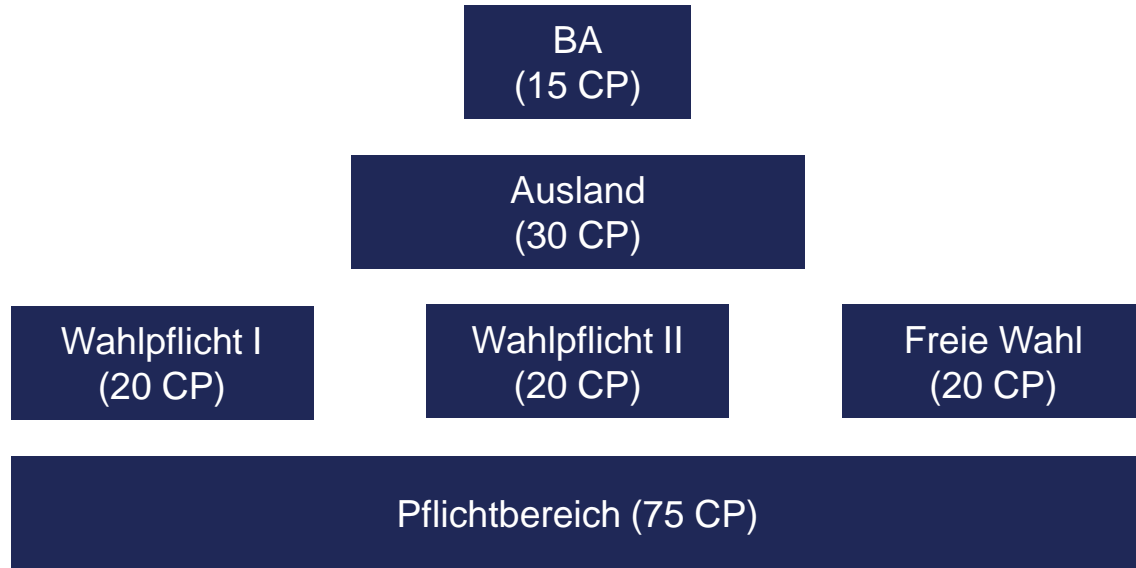 BA
(15 CP)
Ausland
(30 CP)
Wahlpflicht I
(20 CP)
Wahlpflicht II
(20 CP)
Freie Wahl
(20 CP)
Pflichtbereich (75 CP)